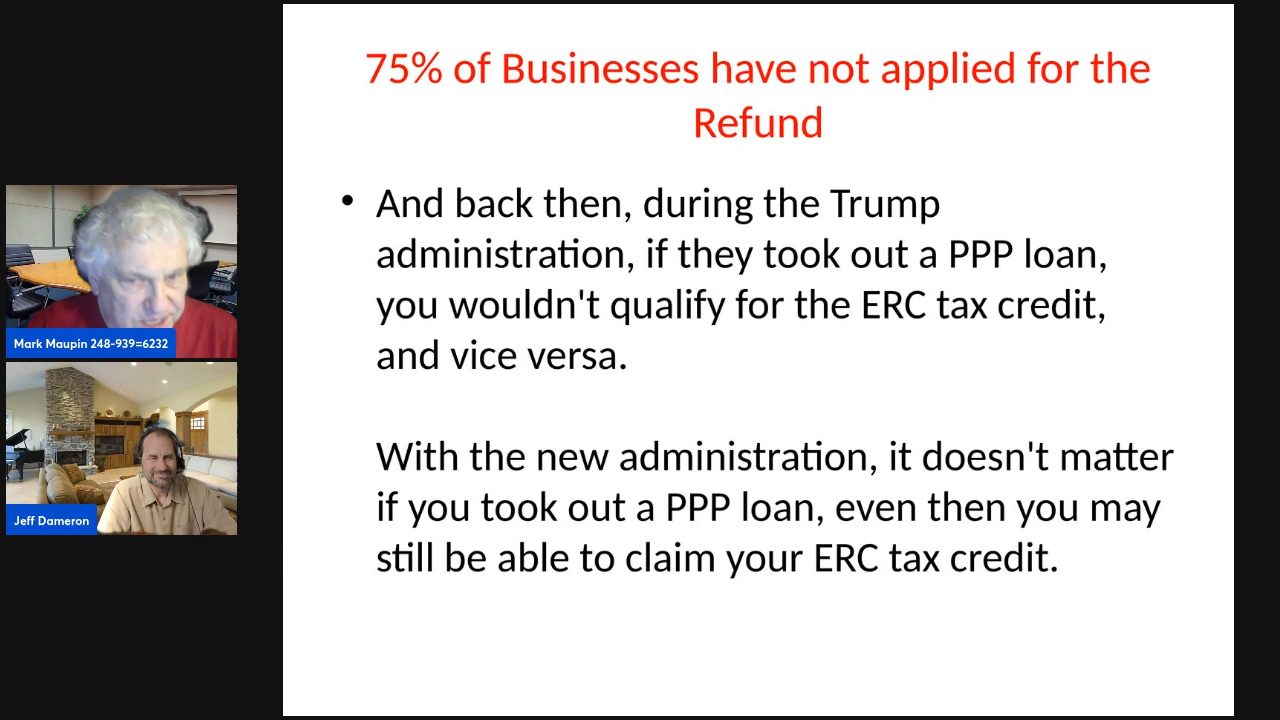 75% of Businesses have not applied for the
Refund
• And back then, during the Trump
administration, if they took out a PPP loan,
you wouldn't qualify for the ERC tax credit,
and vice versa.
With the new administration, it doesn't matter
if you took out a PPP loan, even then you may
still be able to claim your ERC tax credit.
Mark Maupin 248-939=6232
Jeff Dameron